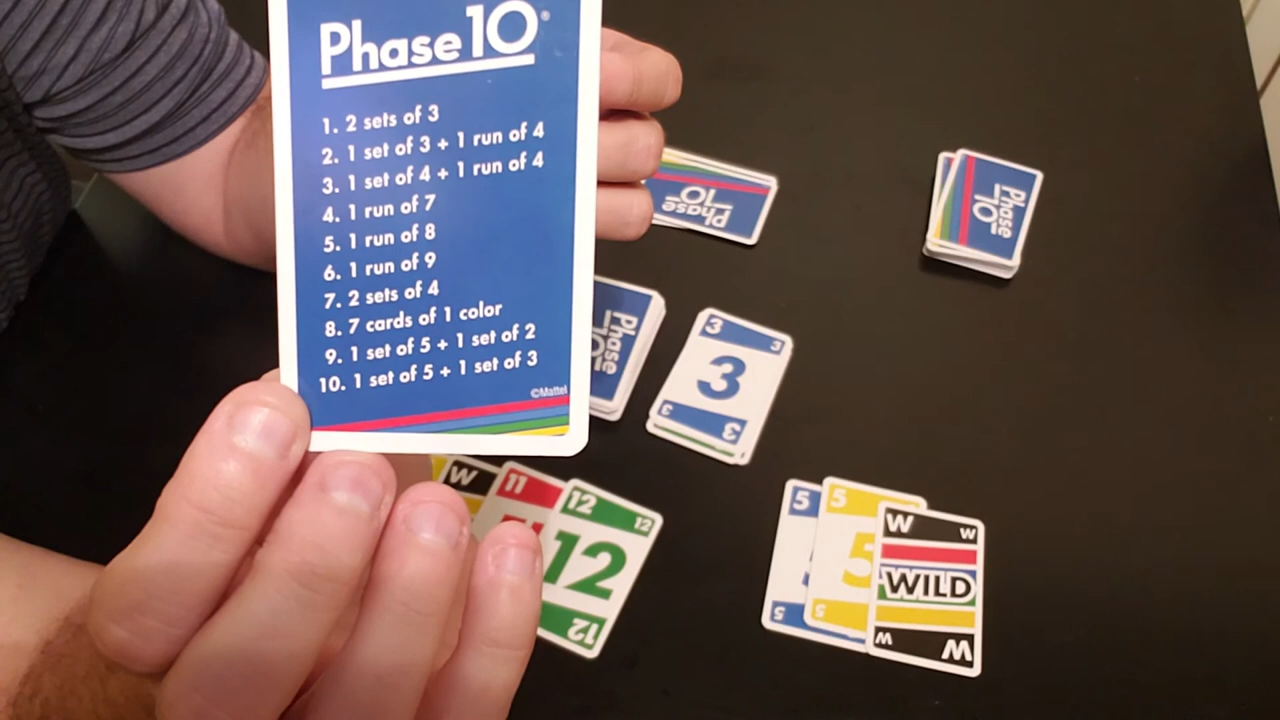 Phase 10®
1. 2 sets of 3
2. 1 set of 3 + 1 run of 4
3. 1 set of 4 + 1 run of 4
4. 1 run of 7
5. 1 run of 8
6. 1 run of 9
7. 2 sets of 4
8. 7 cards of 1 color
9. 1 set of 5 + 1 set of 2
10. 1 set of 5 + 1 set of 3
©Mattel
Phase 10
Phase 10
Phase 10
3 3
3
3 3
W
11
12 12
12
12
5
5
5
5
5
W W
WILD
W W